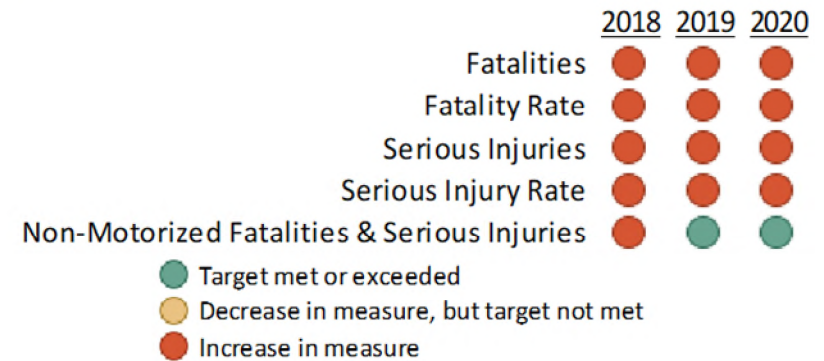 2018 2019 2020
Fatalities
Fatality Rate
Serious Injuries
Serious Injury Rate
Non-Motorized Fatalities & Serious Injuries
Target met or exceeded
Decrease in measure, but target not met
Increase in measure